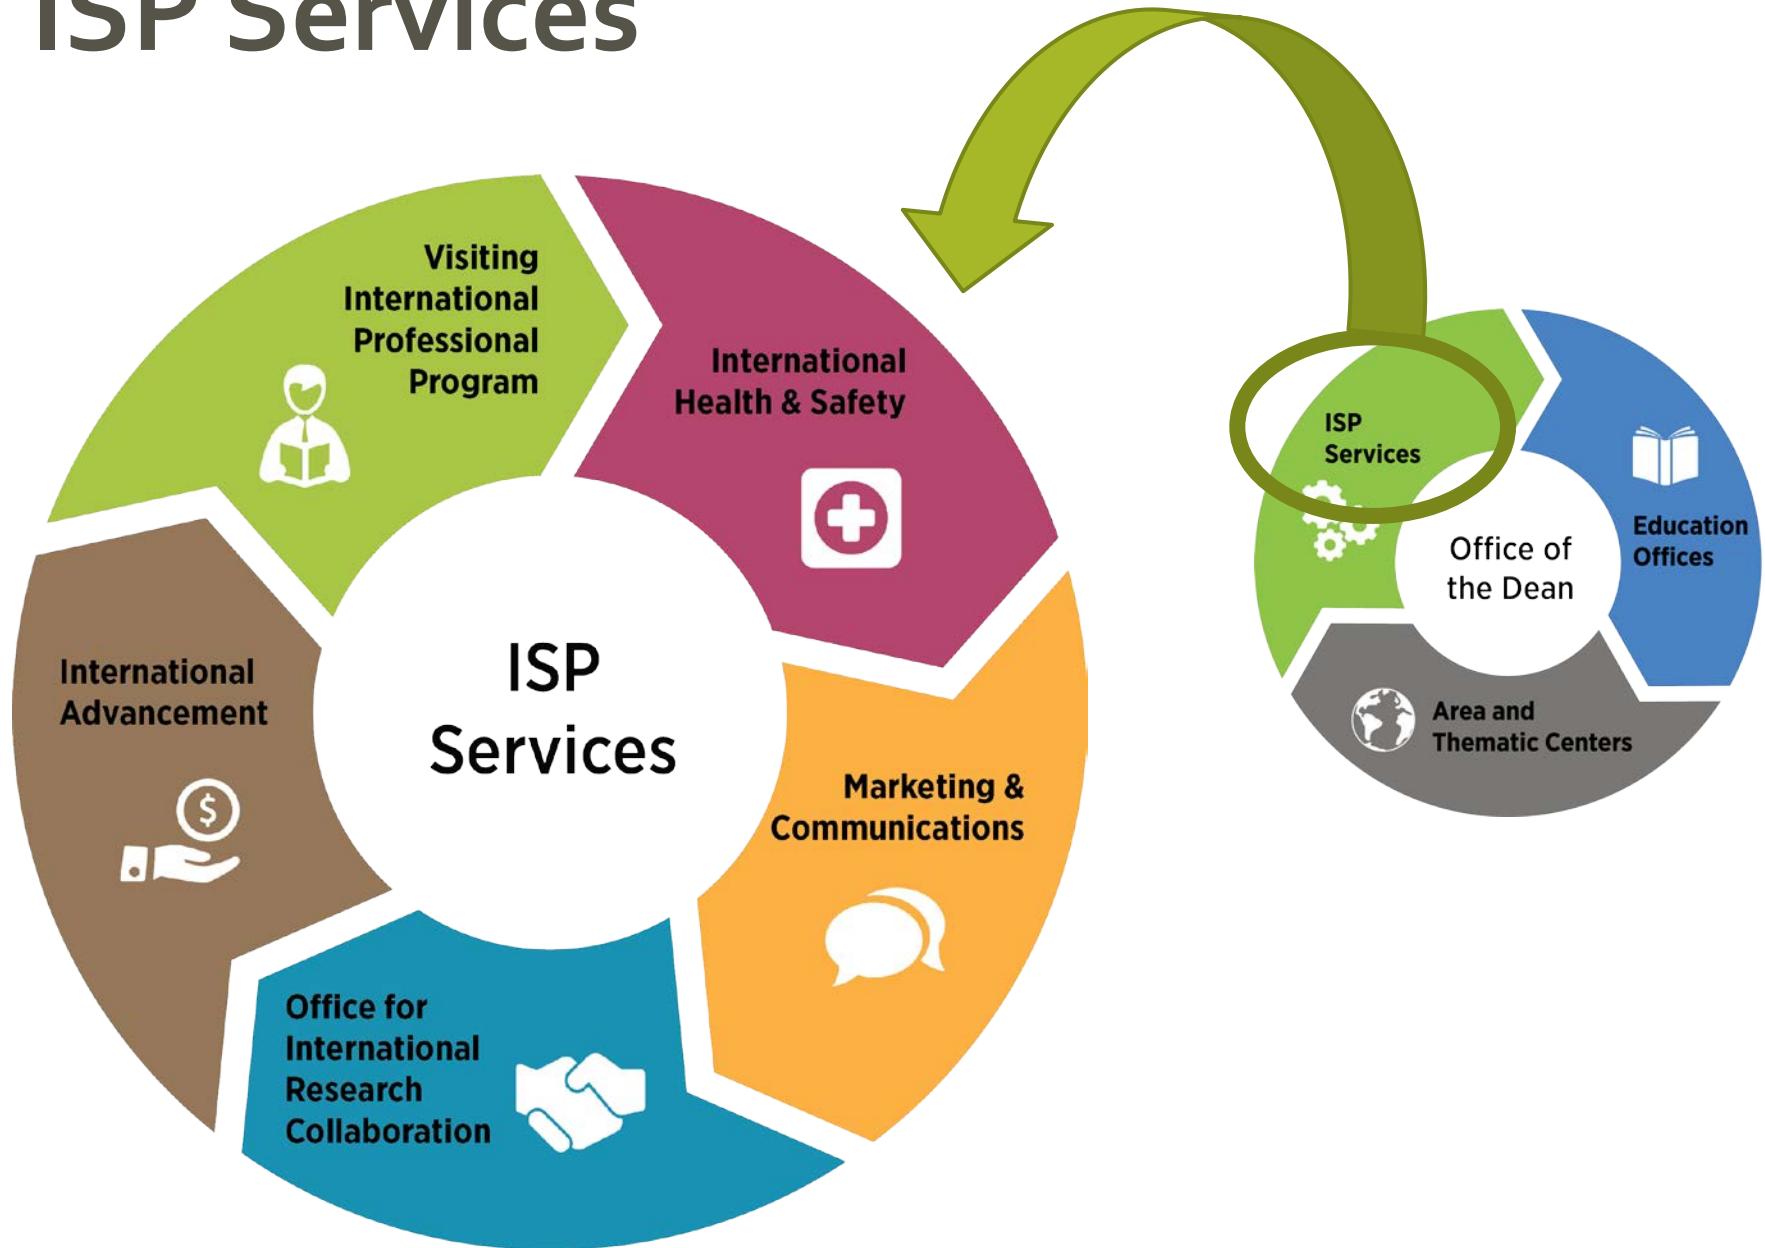 ISP Services
Visiting
International
Professional
Program
International
Health & Safety
International
Advancement
ISP
Services
Marketing &
Communications
Office for
International
Research
Collaboration
$
ISP
Services
Education
Offices
Office of
the Dean
Area and
Thematic Centers